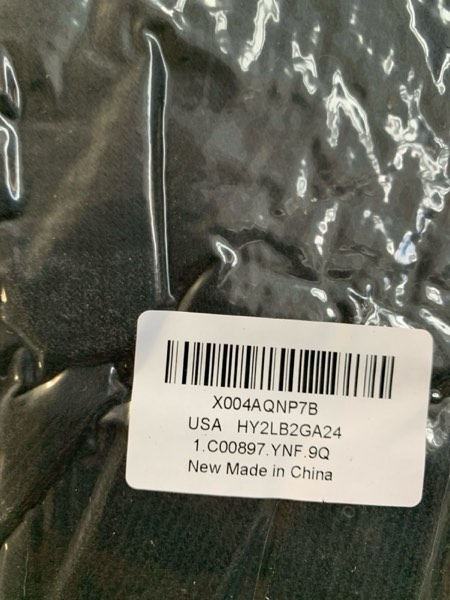 X004AQNP7B
USA HY2LB2GA24
1.C00897.YNF.9Q
New Made in China